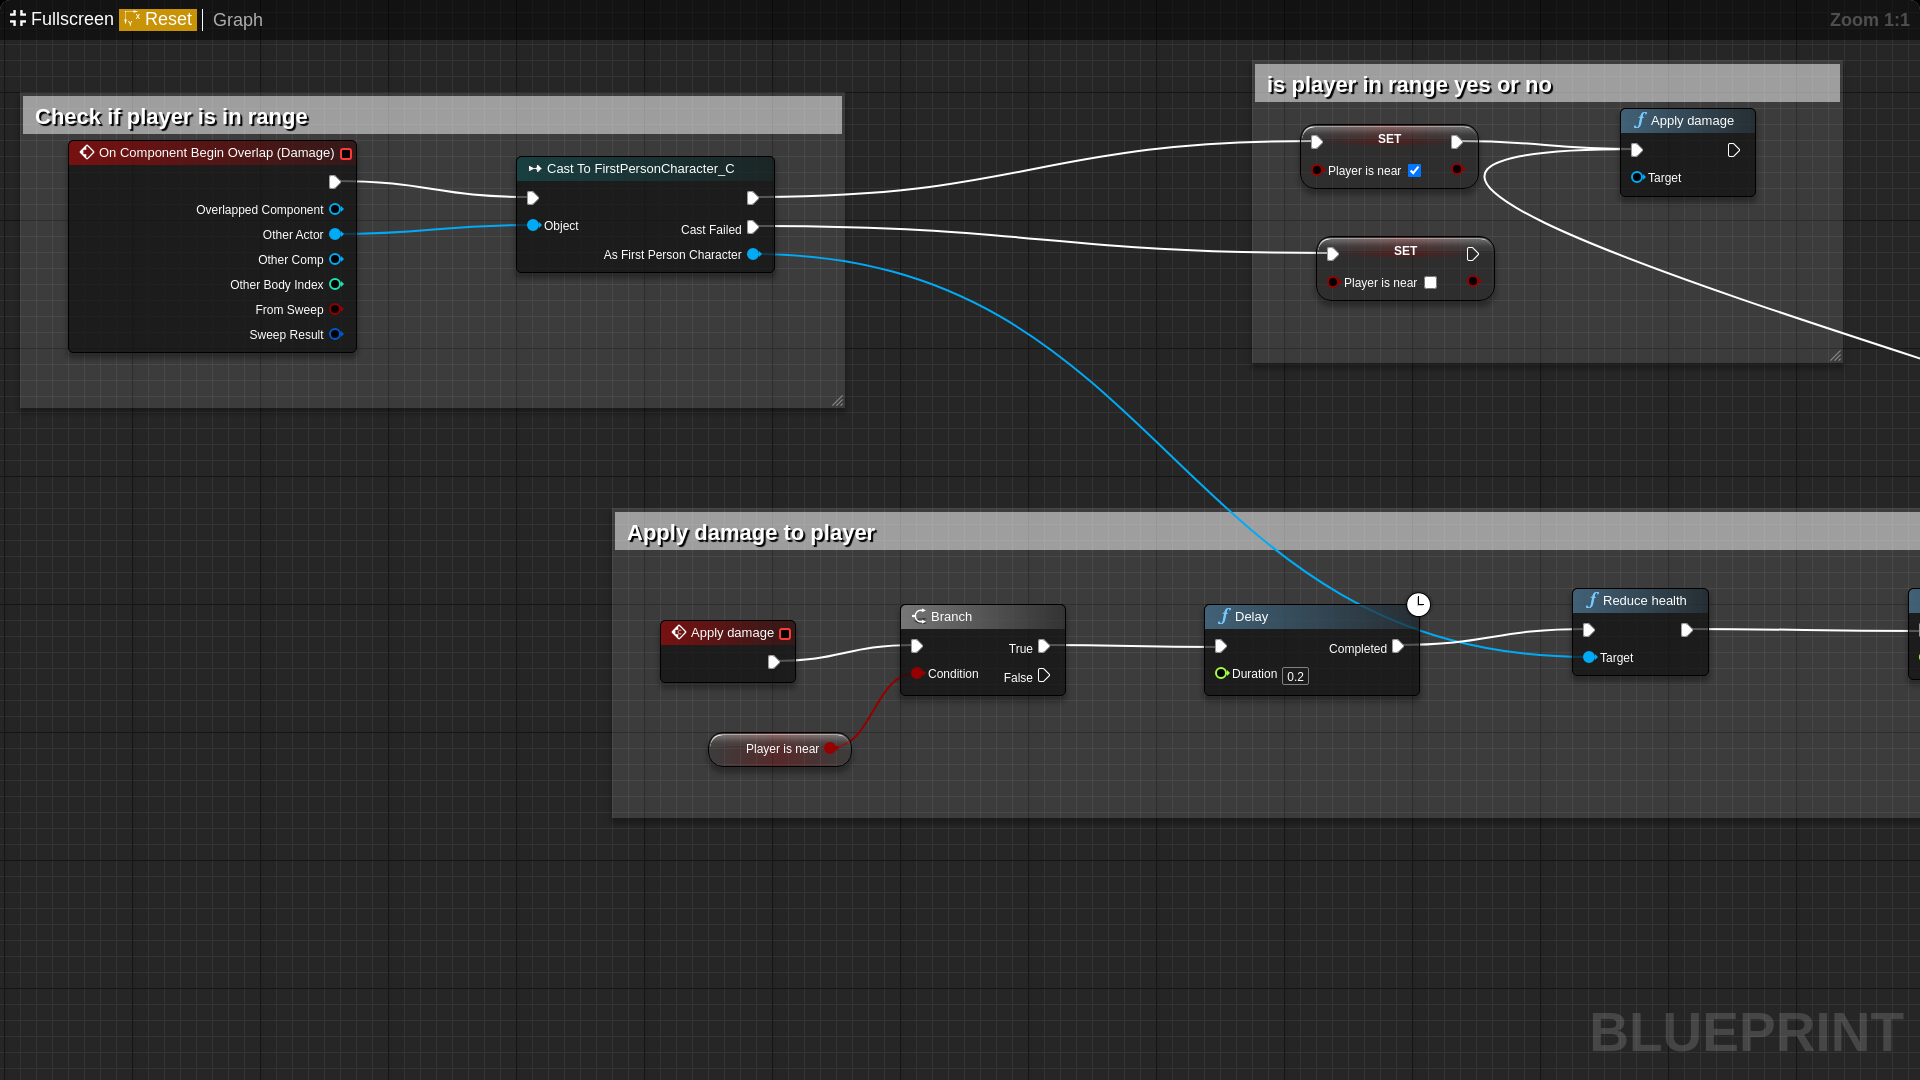 Fullscreen Reset Graph
Zoom 1:1
Check if player is in range
On Component Begin Overlap (Damage)
Overlapped Component
Other Actor
Other Comp
Other Body Index
From Sweep
Sweep Result
Cast To FirstPersonCharacter_C
Object
Cast Failed
As First Person Character
is player in range yes or no
SET
Player is near
Apply damage
Target
SET
Player is near
Apply damage to player
Apply damage
Player is near
Branch
True
Condition
False
Delay
Completed
Duration 0.2
Reduce health
Target
BLUEPRINT